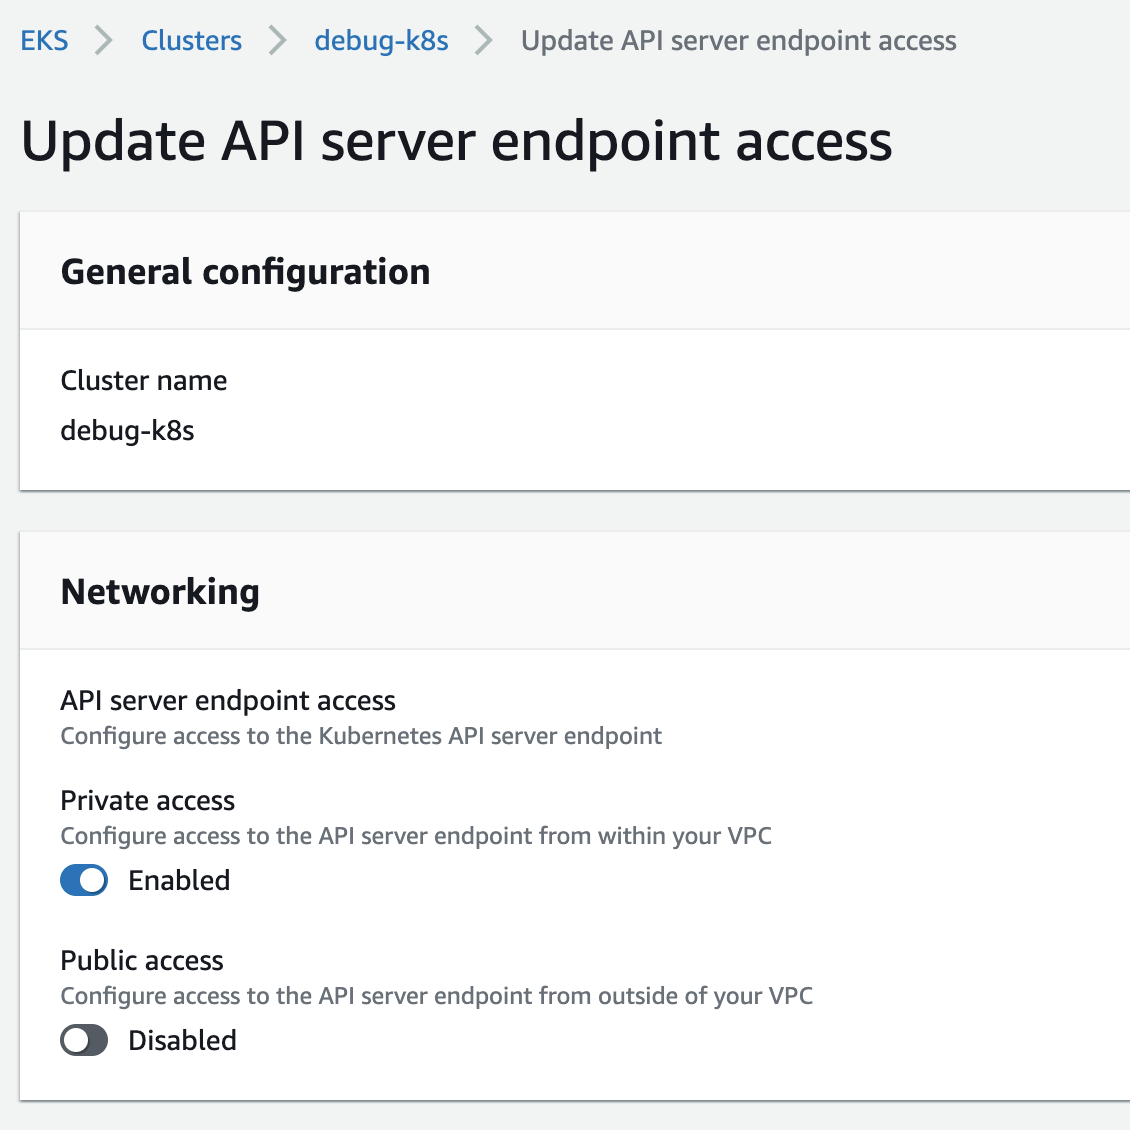 EKS > Clusters > debug-k8s > Update API server endpoint access
Update API server endpoint access
General configuration
Cluster name
debug-k8s
Networking
API server endpoint access
Configure access to the Kubernetes API server endpoint
Private access
Configure access to the API server endpoint from within your VPC
Enabled
Public access
Configure access to the API server endpoint from outside of your VPC
Disabled